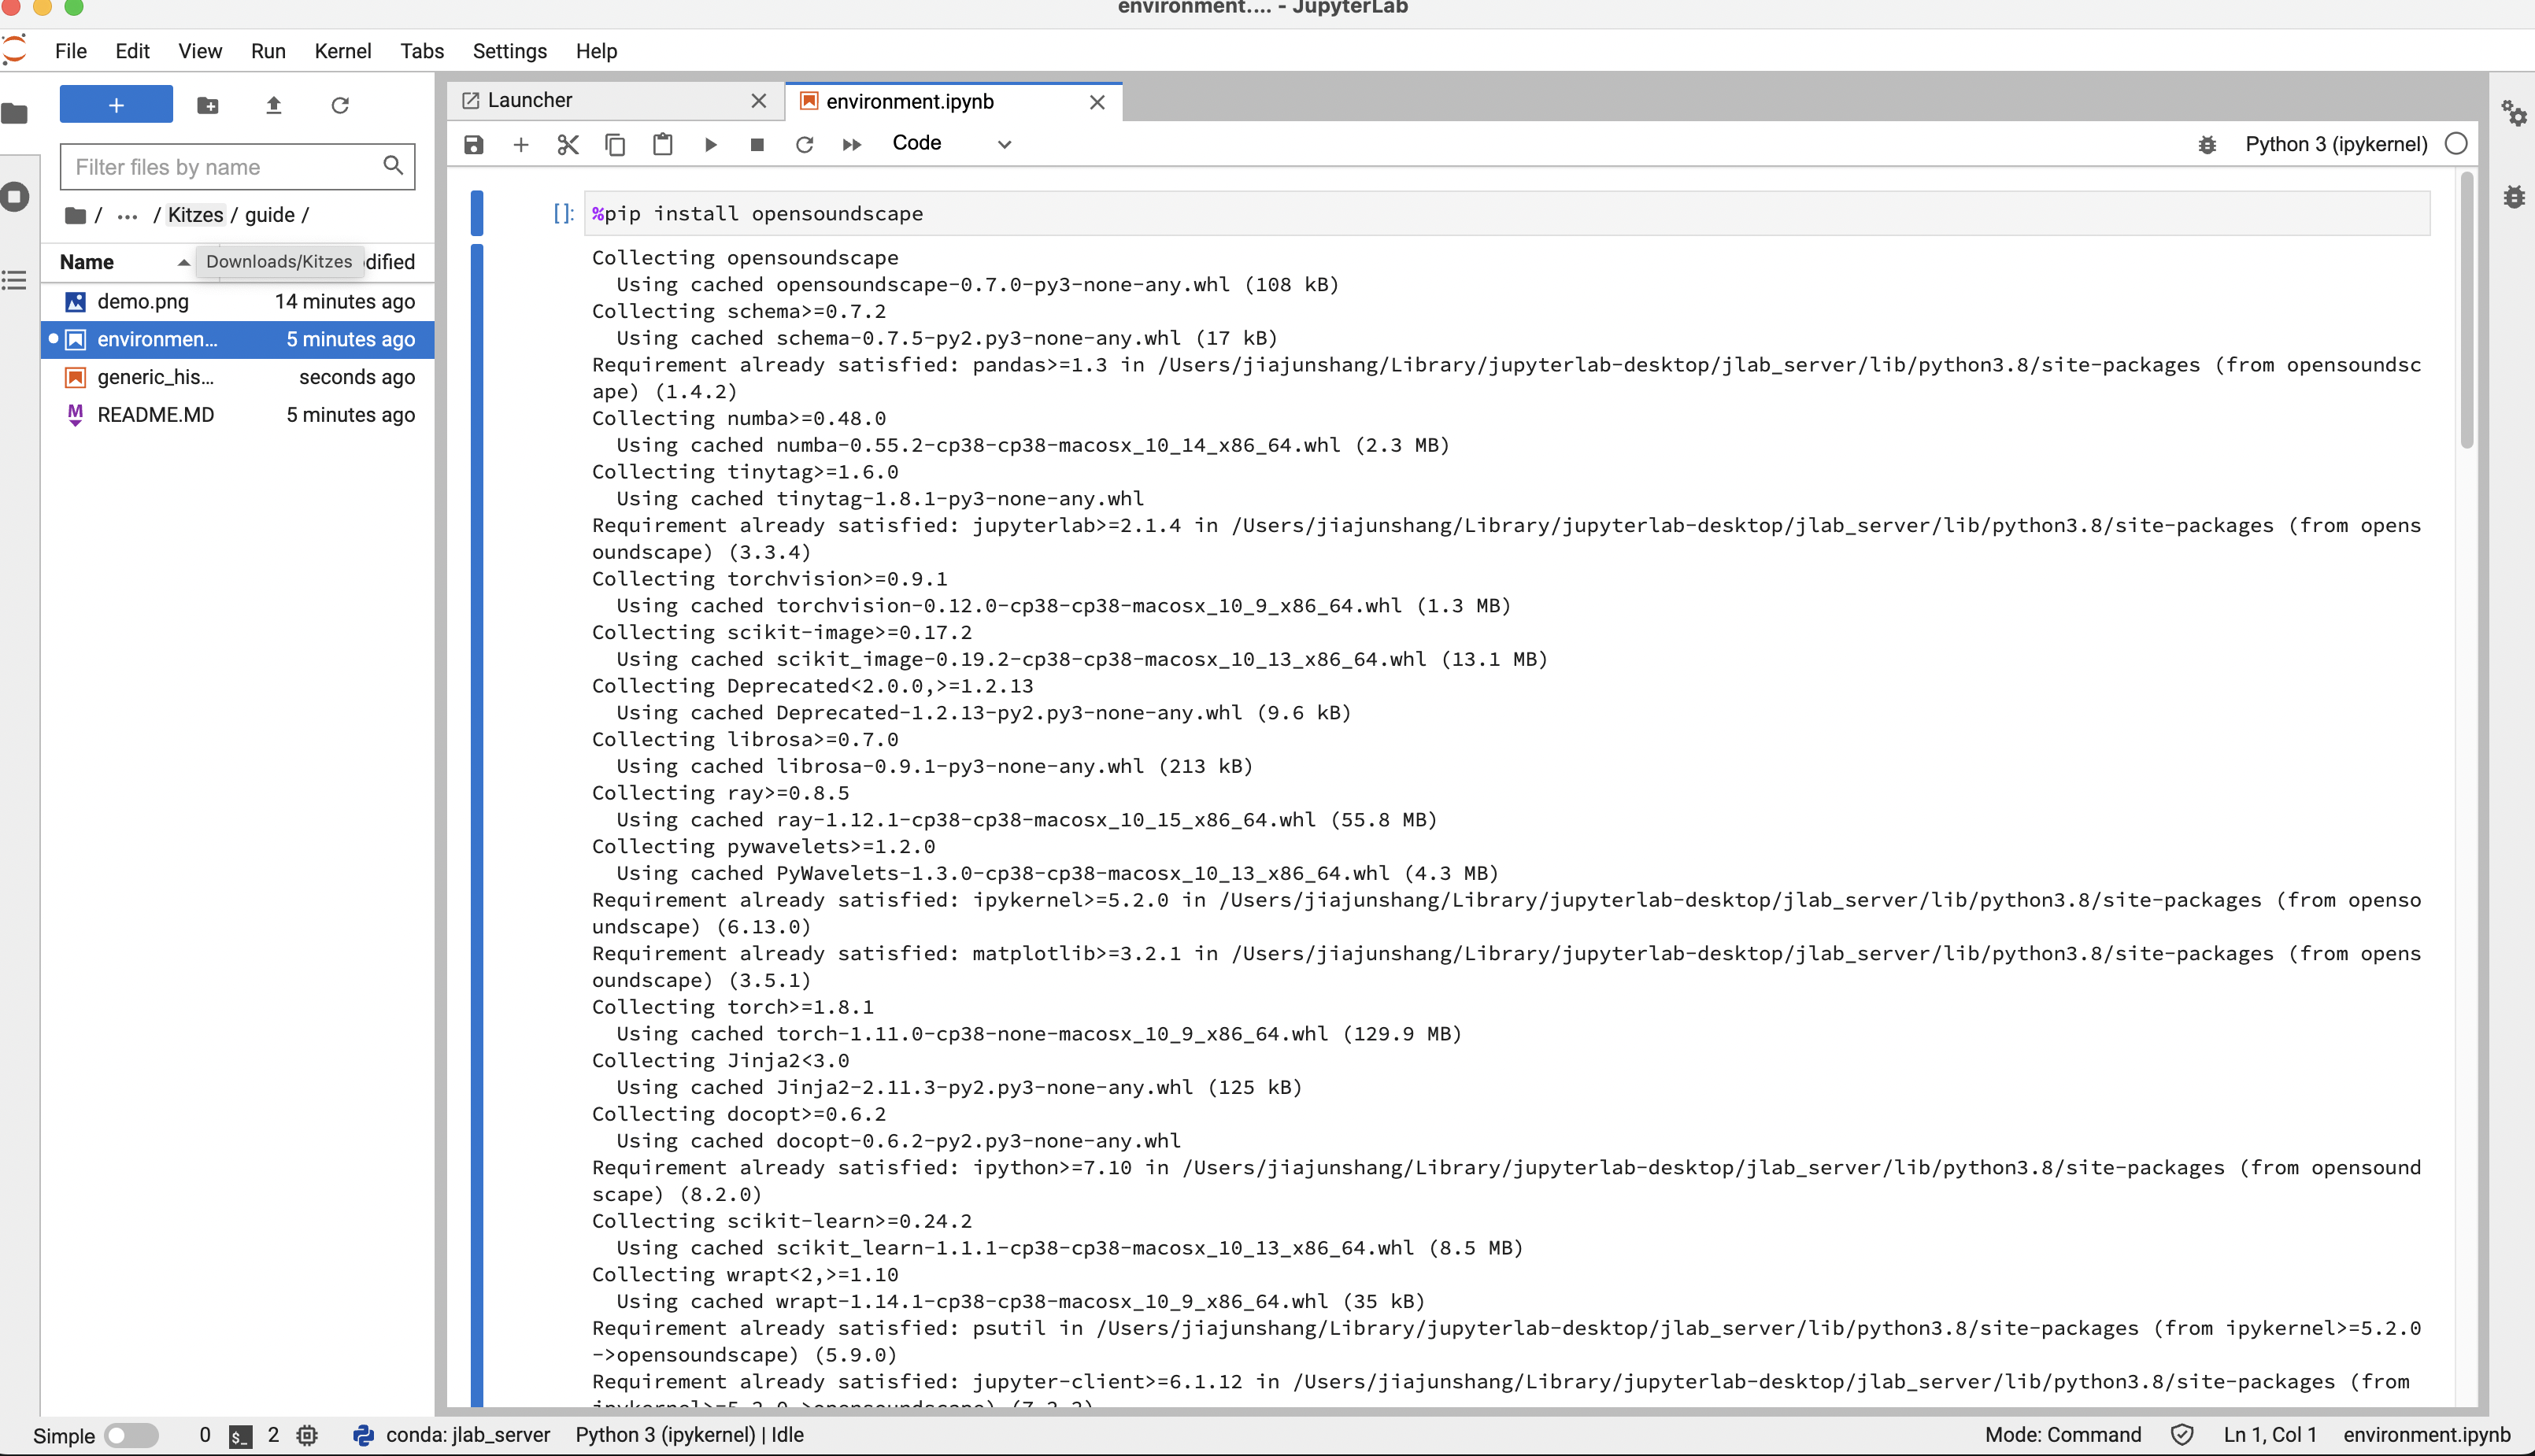 environment.... - JupyterLab
File Edit View Run Kernel Tabs Settings Help
Launcher
environment.ipynb
Code
Python 3 (ipykernel)
Filter files by name
/ ... / Kitzes / guide /
Name
Downloads/Kitzes
dified
demo.png 14 minutes ago
environmen... 5 minutes ago
generic_his... seconds ago
README.MD 5 minutes ago
[]: %pip install opensoundscape
Collecting opensoundscape
Using cached opensoundscape-0.7.0-py3-none-any.whl (108 kB)
Collecting schema>=0.7.2
Using cached schema-0.7.5-py2.py3-none-any.whl (17 kB)
Requirement already satisfied: pandas>=1.3 in /Users/jiajunshang/Library/jupyterlab-desktop/jlab_server/lib/python3.8/site-packages (from opensoundsc
ape) (1.4.2)
Collecting numba>=0.48.0
Using cached numba-0.55.2-cp38-cp38-macosx_10_14_x86_64.whl (2.3 MB)
Collecting tinytag>=1.6.0
Using cached tinytag-1.8.1-py3-none-any.whl
Requirement already satisfied: jupyterlab>=2.1.4 in /Users/jiajunshang/Library/jupyterlab-desktop/jlab_server/lib/python3.8/site-packages (from opens
oundscape) (3.3.4)
Collecting torchvision>=0.9.1
Using cached torchvision-0.12.0-cp38-cp38-macosx_10_9_x86_64.whl (1.3 MB)
Collecting scikit-image>=0.17.2
Using cached scikit_image-0.19.2-cp38-cp38-macosx_10_13_x86_64.whl (13.1 MB)
Collecting Deprecated<2.0.0,>=1.2.13
Using cached Deprecated-1.2.13-py2.py3-none-any.whl (9.6 kB)
Collecting librosa>=0.7.0
Using cached librosa-0.9.1-py3-none-any.whl (213 kB)
Collecting ray>=0.8.5
Using cached ray-1.12.1-cp38-cp38-macosx_10_15_x86_64.whl (55.8 MB)
Collecting pywavelets>=1.2.0
Using cached PyWavelets-1.3.0-cp38-cp38-macosx_10_13_x86_64.whl (4.3 MB)
Requirement already satisfied: ipykernel>=5.2.0 in /Users/jiajunshang/Library/jupyterlab-desktop/jlab_server/lib/python3.8/site-packages (from openso
undscape) (6.13.0)
Requirement already satisfied: matplotlib>=3.2.1 in /Users/jiajunshang/Library/jupyterlab-desktop/jlab_server/lib/python3.8/site-packages (from opens
oundscape) (3.5.1)
Collecting torch>=1.8.1
Using cached torch-1.11.0-cp38-none-macosx_10_9_x86_64.whl (129.9 MB)
Collecting Jinja2<3.0
Using cached Jinja2-2.11.3-py2.py3-none-any.whl (125 kB)
Collecting docopt>=0.6.2
Using cached docopt-0.6.2-py2.py3-none-any.whl
Requirement already satisfied: ipython>=7.10 in /Users/jiajunshang/Library/jupyterlab-desktop/jlab_server/lib/python3.8/site-packages (from opensound
scape) (8.2.0)
Collecting scikit-learn>=0.24.2
Using cached scikit_learn-1.1.1-cp38-cp38-macosx_10_13_x86_64.whl (8.5 MB)
Collecting wrapt<2,>=1.10
Using cached wrapt-1.14.1-cp38-cp38-macosx_10_9_x86_64.whl (35 kB)
Requirement already satisfied: psutil in /Users/jiajunshang/Library/jupyterlab-desktop/jlab_server/lib/python3.8/site-packages (from ipykernel>=5.2.0
->opensoundscape) (5.9.0)
Requirement already satisfied: jupyter-client>=6.1.12 in /Users/jiajunshang/Library/jupyterlab-desktop/jlab_server/lib/python3.8/site-packages (from
Simple 0 $_ 2 conda: jlab_server Python 3 (ipykernel) | Idle Mode: Command Ln 1, Col 1 environment.ipynb